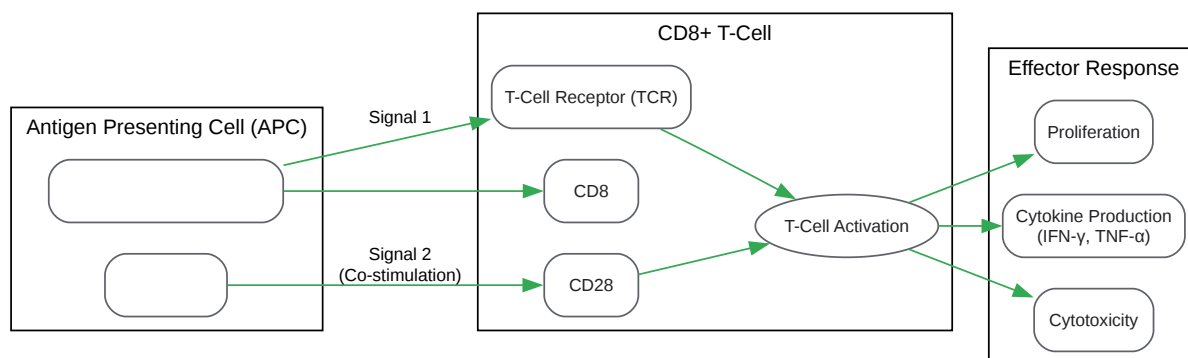 Antigen Presenting Cell (APC)
Signal 1
Signal 2
(Co-stimulation)
CD8+ T-Cell
T-Cell Receptor (TCR)
CD8
CD28
T-Cell Activation
Effector Response
Proliferation
Cytokine Production
(IFN-γ, TNF-α)
Cytotoxicity